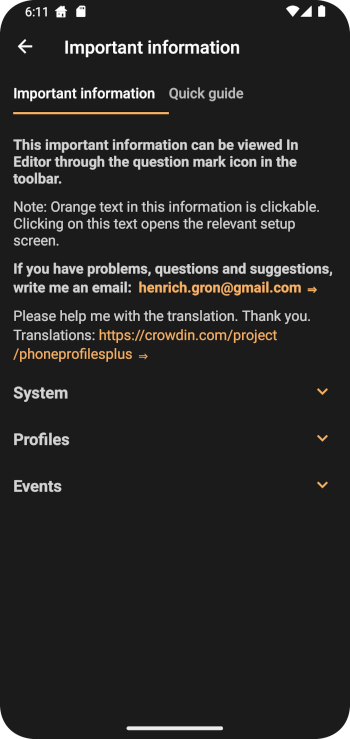 6:11
Important information
Important information Quick guide
This important information can be viewed In
Editor through the question mark icon in the
toolbar.
Note: Orange text in this information is clickable.
Clicking on this text opens the relevant setup
screen.
If you have problems, questions and suggestions,
write me an email: henrich.gron@gmail.com ⇒
Please help me with the translation. Thank you.
Translations: https://crowdin.com/project
/phoneprofilesplus ⇒
System
Profiles
Events